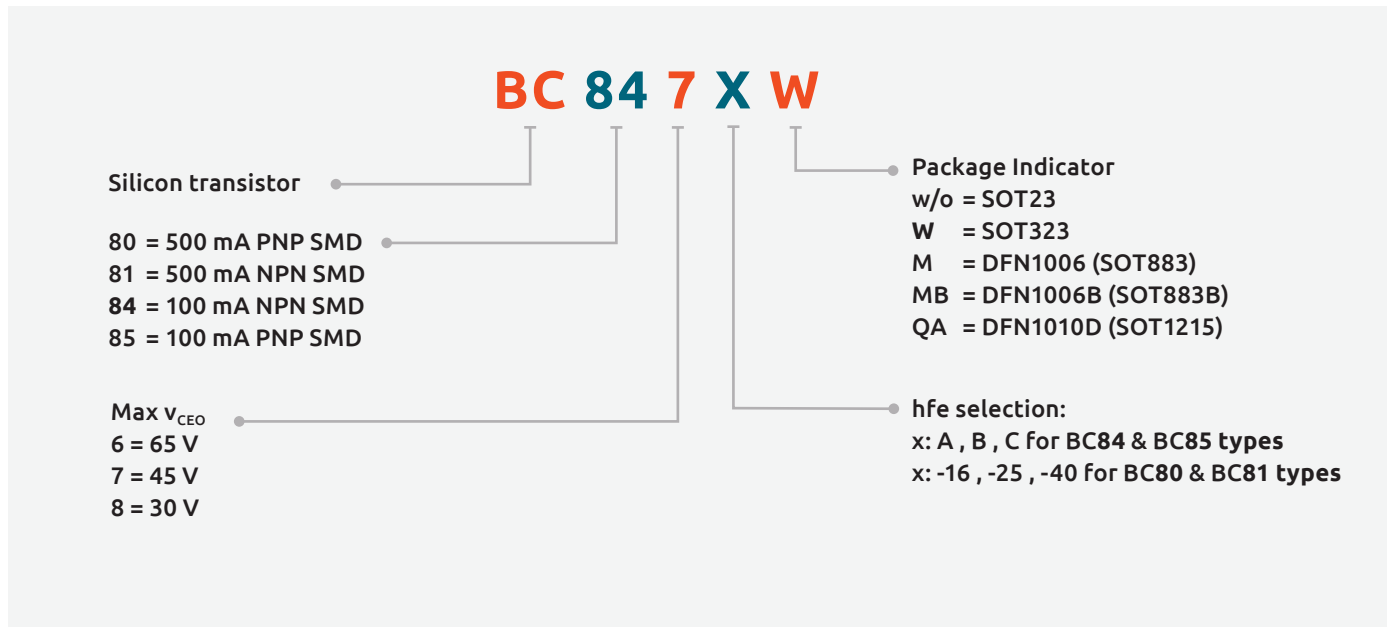 BC 84 7 X W
Silicon transistor
80 = 500 mA PNP SMD
81 = 500 mA NPN SMD
84 = 100 mA NPN SMD
85 = 100 mA PNP SMD
Max vCEO
6 = 65 V
7 = 45 V
8 = 30 V
Package Indicator
w/o = SOT23
W = SOT323
M = DFN1006 (SOT883)
MB = DFN1006B (SOT883B)
QA = DFN1010D (SOT1215)
hfe selection:
x: A , B , C for BC84 & BC85 types
x: -16 , -25 , -40 for BC80 & BC81 types